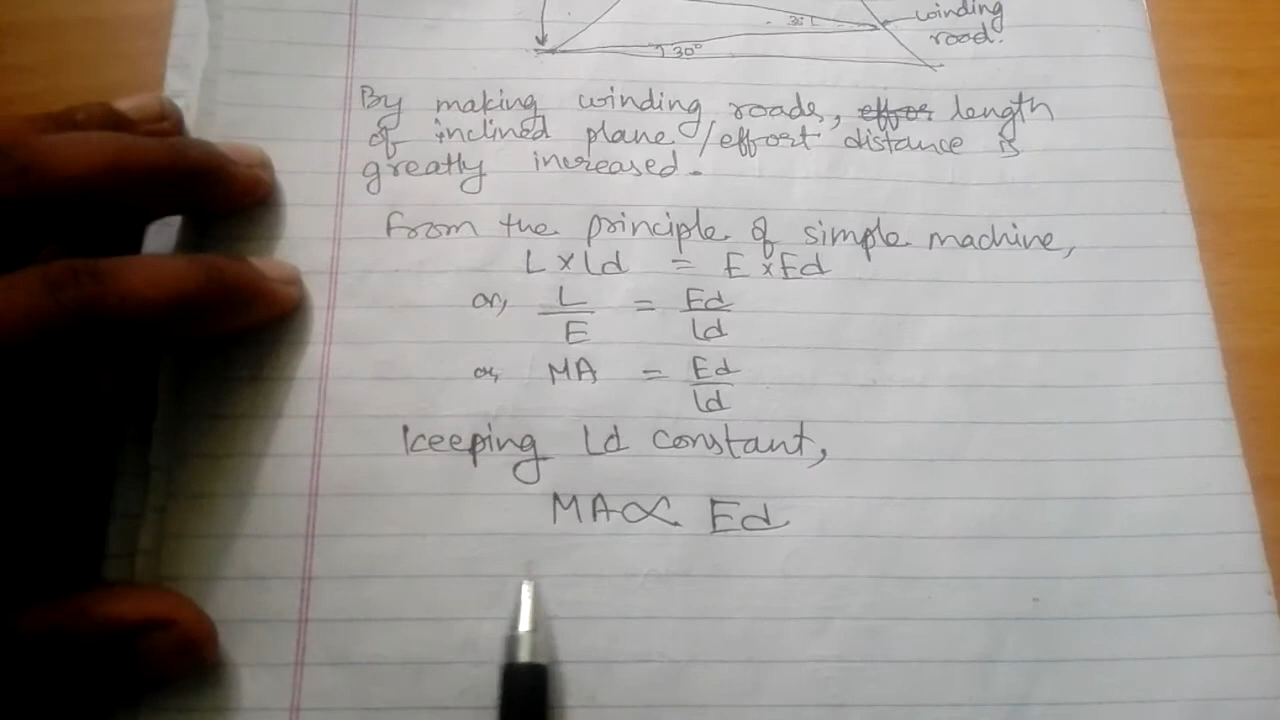 winding
road.
30°
By making winding roads, effor length
of inclined plane / effort distance is
greatly increased.
from the principle of simple machine,
L × Ld = E × Ed
or, L/E = Ed/Ld
or, MA = Ed/Ld
keeping Ld constant,
MA ∝ Ed